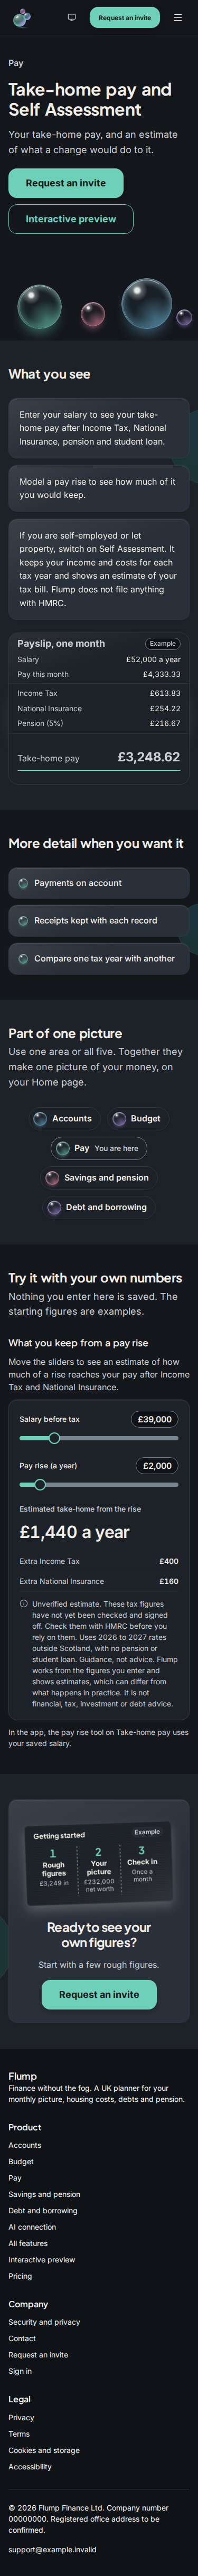 Request an invite
Pay
Take-home pay and
Self Assessment
Your take-home pay, and an estimate
of what a change would do to it.
Request an invite
Interactive preview
What you see
Enter your salary to see your take-
home pay after Income Tax, National
Insurance, pension and student loan.
Model a pay rise to see how much of it
you would keep.
If you are self-employed or let
property, switch on Self Assessment. It
keeps your income and costs for each
tax year and shows an estimate of your
tax bill. Flump does not file anything
with HMRC.
Payslip, one month Example
Salary £52,000 a year
Pay this month £4,333.33
Income Tax £613.83
National Insurance £254.22
Pension (5%) £216.67
Take-home pay £3,248.62
More detail when you want it
Payments on account
Receipts kept with each record
Compare one tax year with another
Part of one picture
Use one area or all five. Together they
make one picture of your money, on
your Home page.
Accounts Budget
Pay You are here
Savings and pension
Debt and borrowing
Try it with your own numbers
Nothing you enter here is saved. The
starting figures are examples.
What you keep from a pay rise
Move the sliders to see an estimate of how
much of a rise reaches your pay after Income
Tax and National Insurance.
Salary before tax £39,000
Pay rise (a year) £2,000
Estimated take-home from the rise
£1,440 a year
Extra Income Tax £400
Extra National Insurance £160
Unverified estimate. These tax figures
have not yet been checked and signed
off. Check them with HMRC before you
rely on them. Uses 2026 to 2027 rates
outside Scotland, with no pension or
student loan. Guidance, not advice. Flump
works from the figures you enter and
shows estimates, which can differ from
what happens in practice. It is not
financial, tax, investment or debt advice.
In the app, the pay rise tool on Take-home pay uses
your saved salary.
Getting started Example
1 2 3
Rough figures Your picture Check in
£3,249 in £232,000 net worth Once a month
Ready to see your
own figures?
Start with a few rough figures.
Request an invite
Flump
Finance without the fog. A UK planner for your
monthly picture, housing costs, debts and pension.
Product
Accounts
Budget
Pay
Savings and pension
Debt and borrowing
AI connection
All features
Interactive preview
Pricing
Company
Security and privacy
Contact
Request an invite
Sign in
Legal
Privacy
Terms
Cookies and storage
Accessibility
© 2026 Flump Finance Ltd. Company number
00000000. Registered office address to be
confirmed.
support@example.invalid